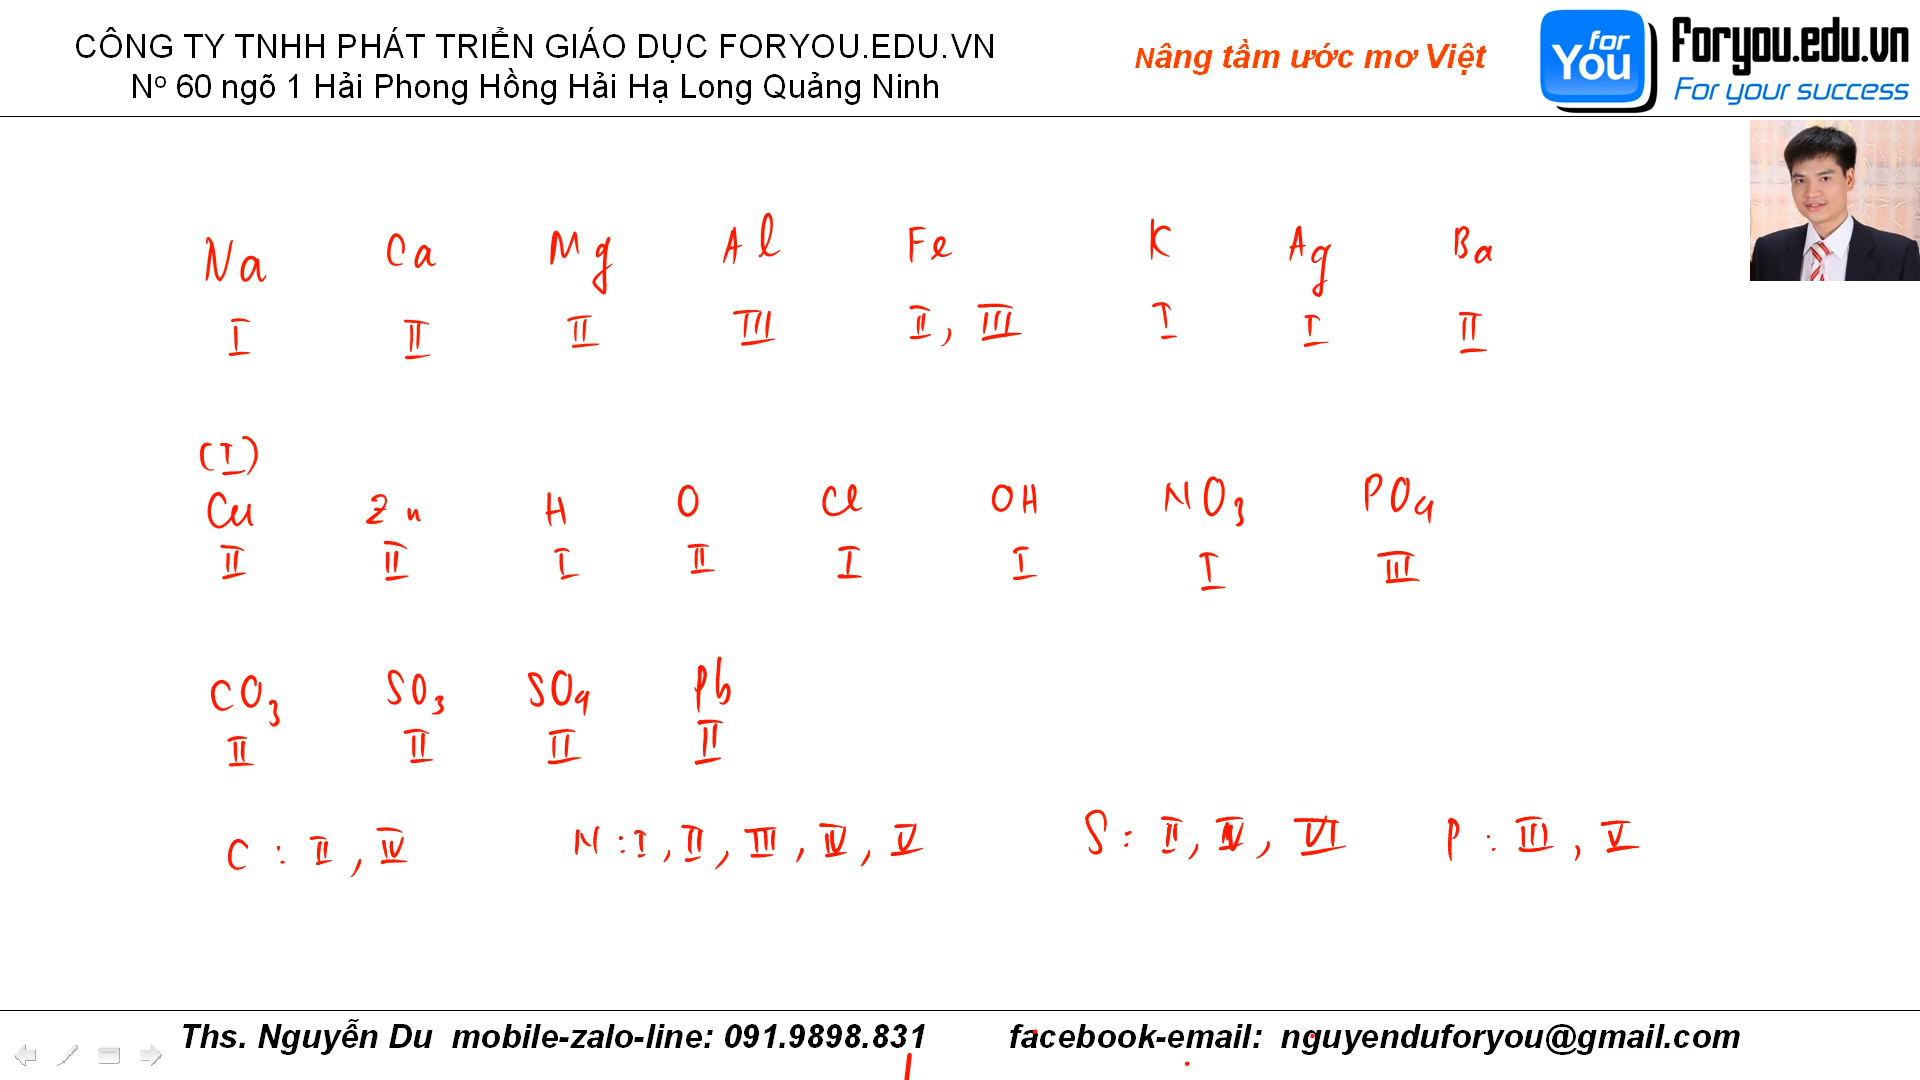 CÔNG TY TNHH PHÁT TRIỂN GIÁO DỤC FORYOU.EDU.VN
Nº 60 ngõ 1 Hải Phong Hồng Hải Hạ Long Quảng Ninh
Nâng tầm ước mơ Việt
for You
Foryou.edu.vn
For your success
Na Ca Mg Al Fe K Ag Ba
I II II III II, III I I II
(I)
Cu Zn H O Cl OH NO₃ PO₄
II II I II I I I III
CO₃ SO₃ SO₄ Pb
II II II II
C : II, IV N : I, II, III, IV, V S : II, IV, VI P : III, V
Ths. Nguyễn Du mobile-zalo-line: 091.9898.831 facebook-email: nguyenduforyou@gmail.com